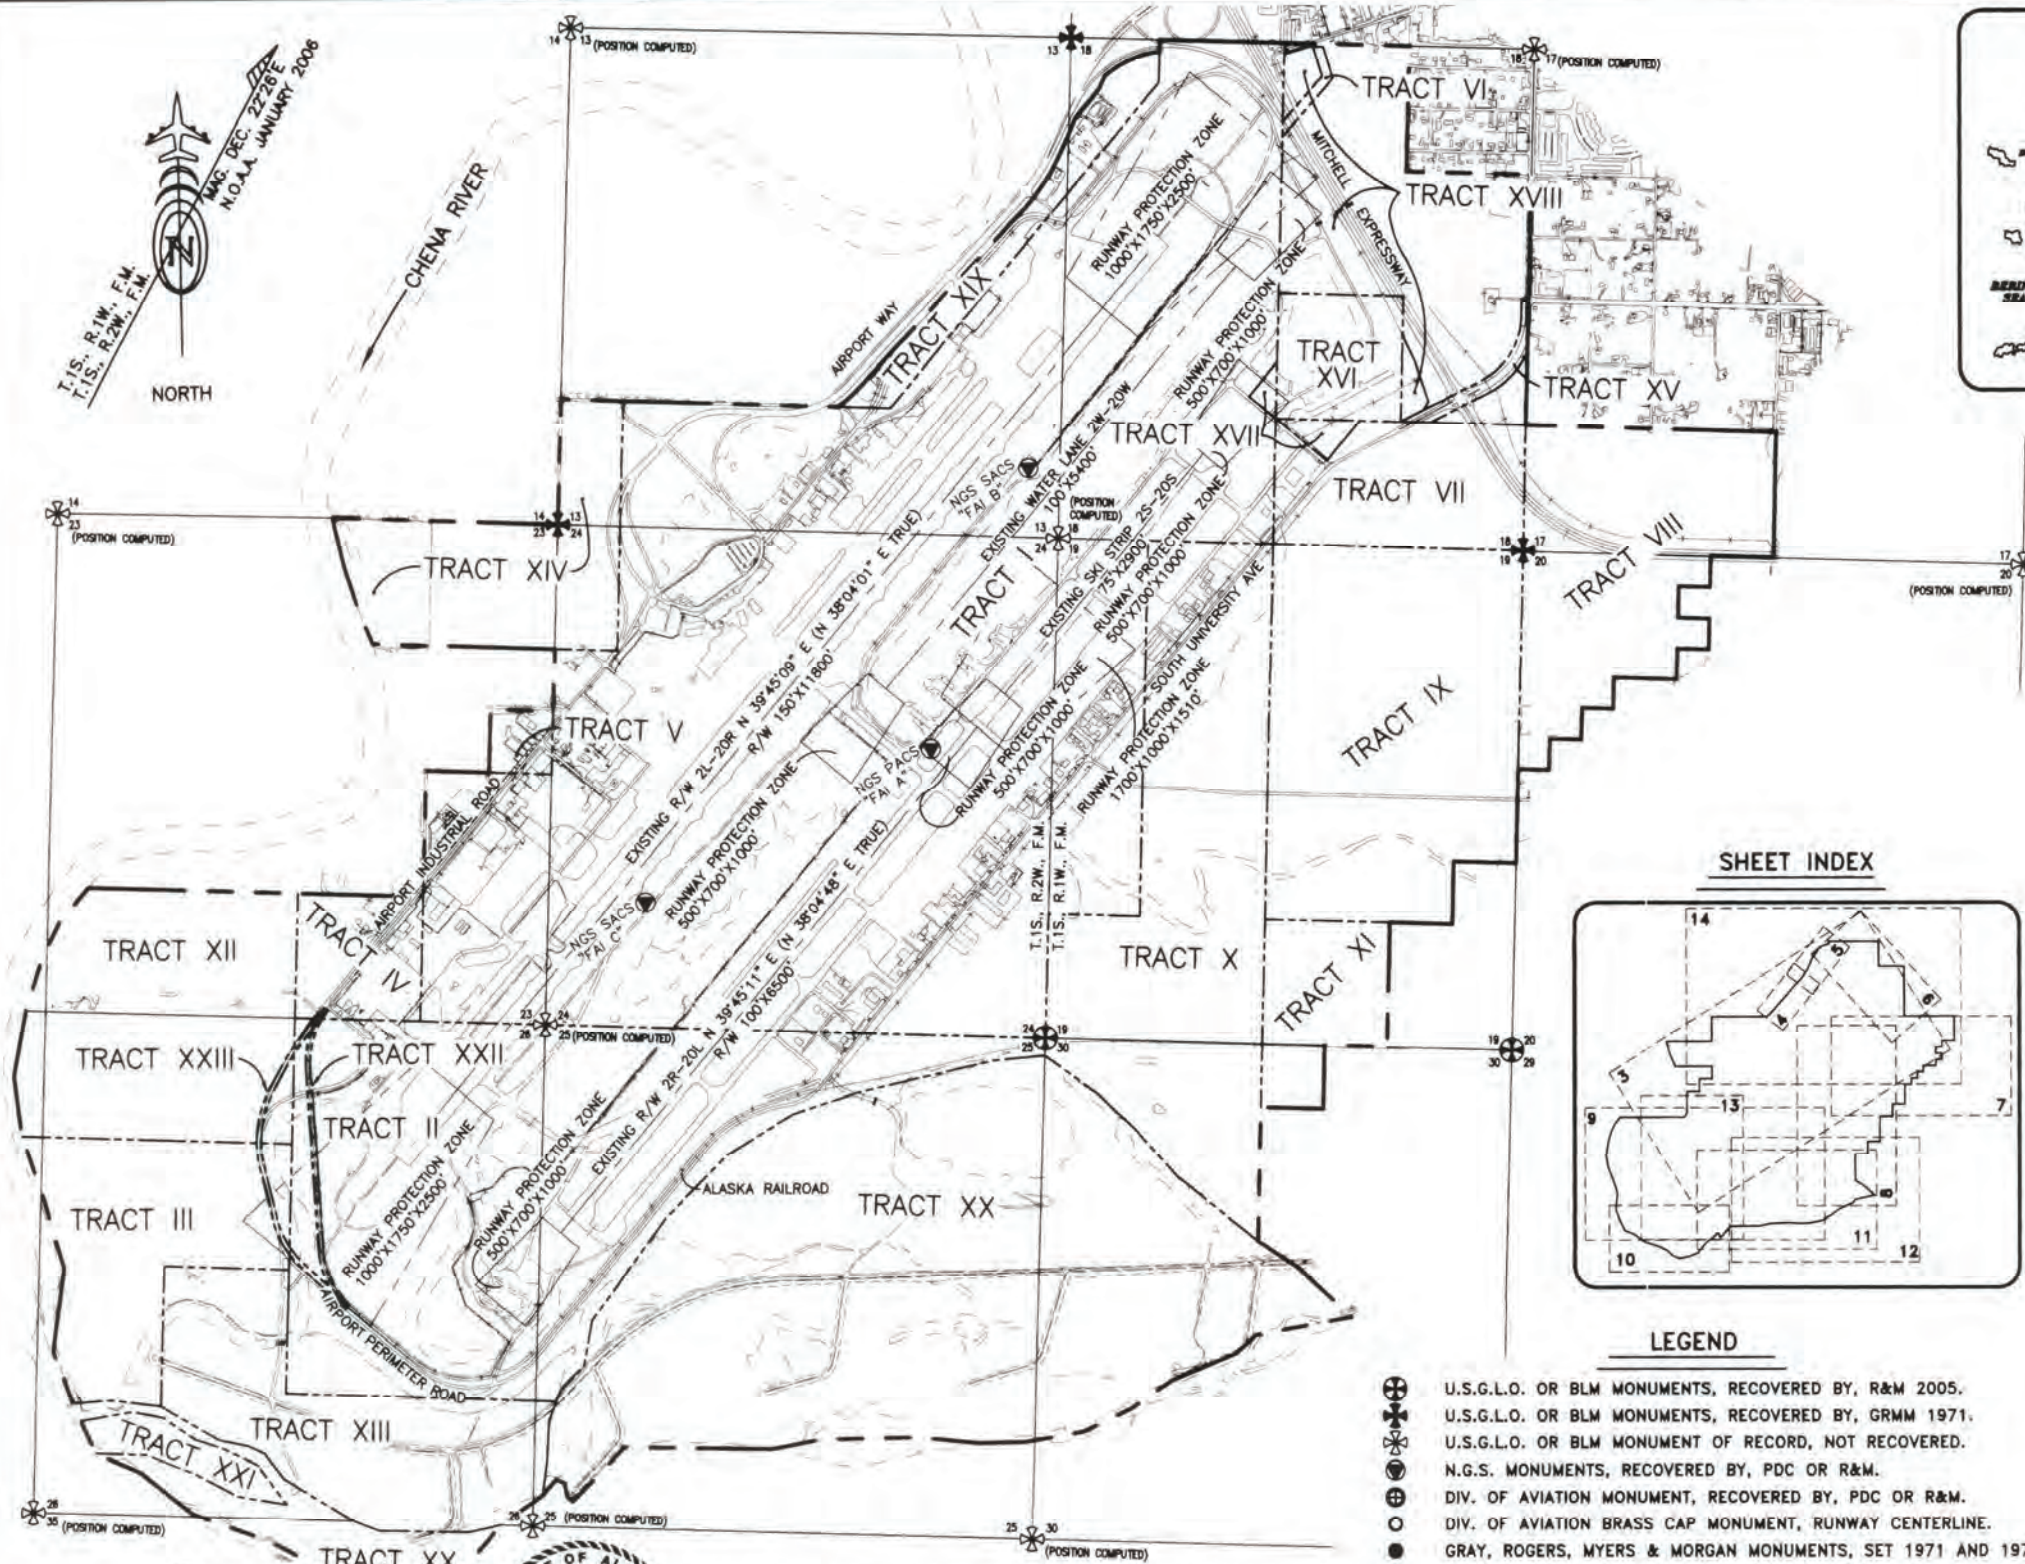 14 13 (POSITION COMPUTED)
13 18
18 17 (POSITION COMPUTED)
MAG. DEC. 22°26'E
N.O.A.A. JANUARY 2006
N
T.1S., R.1W., F.M.
T.1S., R.2W., F.M.
NORTH
CHENA RIVER
TRACT VI
MITCHELL EXPRESSWAY
TRACT XVIII
RUNWAY PROTECTION ZONE
1000'X1750'X2500'
AIRPORT WAY
TRACT XIX
RUNWAY PROTECTION ZONE
500'X700'X1000'
TRACT
XVI
TRACT XV
TRACT XVII
TRACT VII
TRACT VIII
14
23
(POSITION COMPUTED)
14 13
23 24
TRACT XIV
NGS SACS
"FAI B"
EXISTING WATER LANE 2W-20W
100'X5400'
(POSITION
COMPUTED)
13 18
24 19
18 17
19 20
17
20
(POSITION COMPUTED)
TRACT I
EXISTING SKI STRIP 2S-20S
75'X2900'
RUNWAY PROTECTION ZONE
500'X700'X1000'
SOUTH UNIVERSITY AVE
EXISTING R/W 2L-20R N 39°45'09" E (N 38°04'01" E TRUE)
R/W 150'X11800'
TRACT V
TRACT IX
NGS PACS
"FAI A"
RUNWAY PROTECTION ZONE
500'X700'X1000'
RUNWAY PROTECTION ZONE
1700'X1000'X1510'
RUNWAY PROTECTION ZONE
500'X700'X1000'
AIRPORT INDUSTRIAL ROAD
NGS SACS
"FAI C"
T.1S., R.2W., F.M.
T.1S., R.1W., F.M.
TRACT XII
TRACT IV
TRACT X
TRACT XI
EXISTING R/W 2R-20L N 39°45'11" E (N 38°04'48" E TRUE)
R/W 100'X6500'
23 24
26 25 (POSITION COMPUTED)
24 19
25 30
19 20
30 29
TRACT XXIII
TRACT XXII
TRACT II
RUNWAY PROTECTION ZONE
1000'X1750'X2500'
RUNWAY PROTECTION ZONE
500'X700'X1000'
TRACT III
ALASKA RAILROAD
TRACT XX
AIRPORT PERIMETER ROAD
TRACT XIII
TRACT XXI
(POSITION COMPUTED)
26 25 (POSITION COMPUTED)
25 30
(POSITION COMPUTED)
TRACT XX
OF
SHEET INDEX
14
5
6
4
3
13
9
7
8
11
12
10
LEGEND
U.S.G.L.O. OR BLM MONUMENTS, RECOVERED BY, R&M 2005.
U.S.G.L.O. OR BLM MONUMENTS, RECOVERED BY, GRMM 1971.
U.S.G.L.O. OR BLM MONUMENT OF RECORD, NOT RECOVERED.
N.G.S. MONUMENTS, RECOVERED BY, PDC OR R&M.
DIV. OF AVIATION MONUMENT, RECOVERED BY, PDC OR R&M.
DIV. OF AVIATION BRASS CAP MONUMENT, RUNWAY CENTERLINE.
GRAY, ROGERS, MYERS & MORGAN MONUMENTS, SET 1971 AND